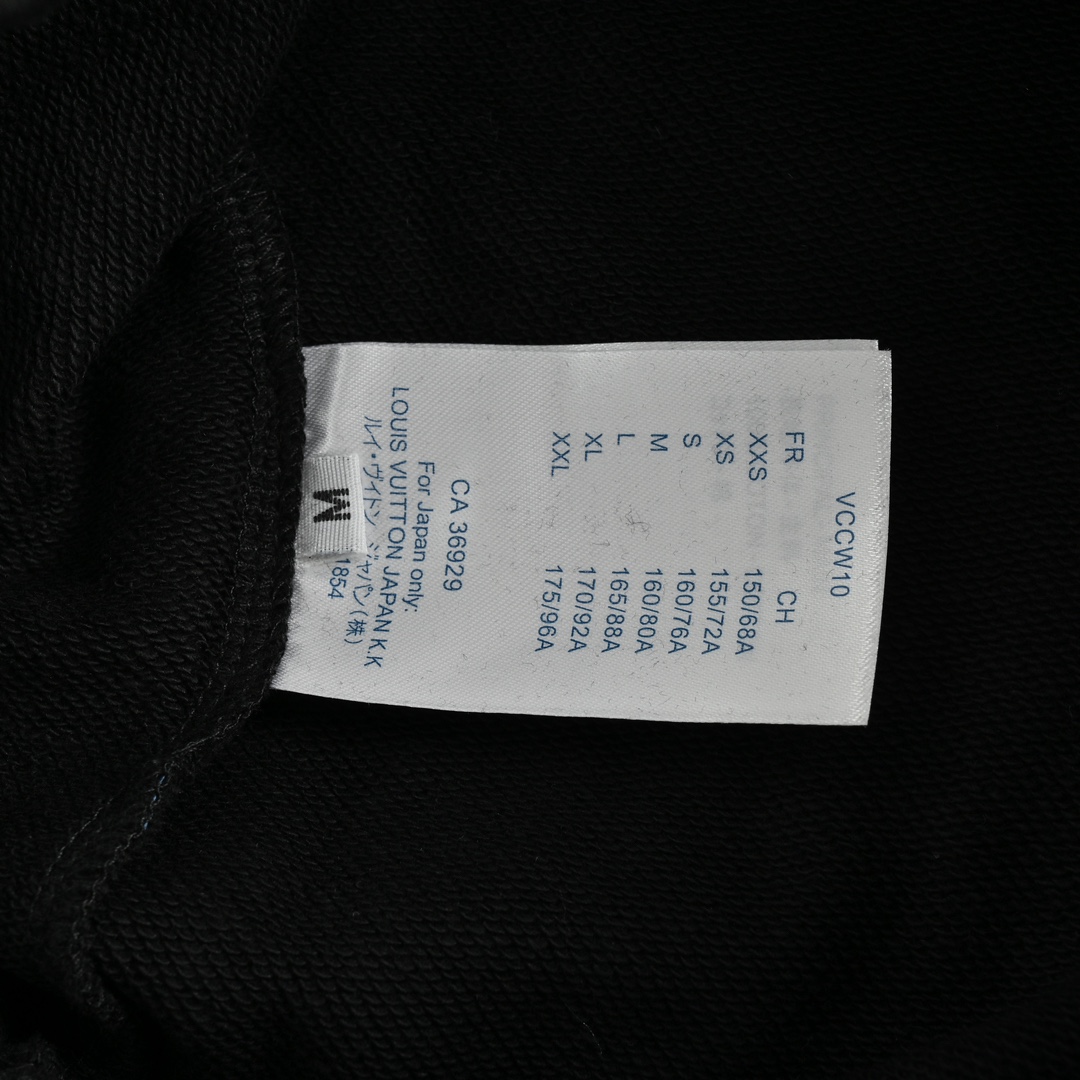 VCCW10
FR CH
XXS 150/68A
XS 155/72A
S 160/76A
M 160/80A
L 165/88A
XL 170/92A
XXL 175/96A
CA 36929
For Japan only:
LOUIS VUITTON JAPAN K.K
ルイ・ヴィトン ジャパン(株)
1854
M